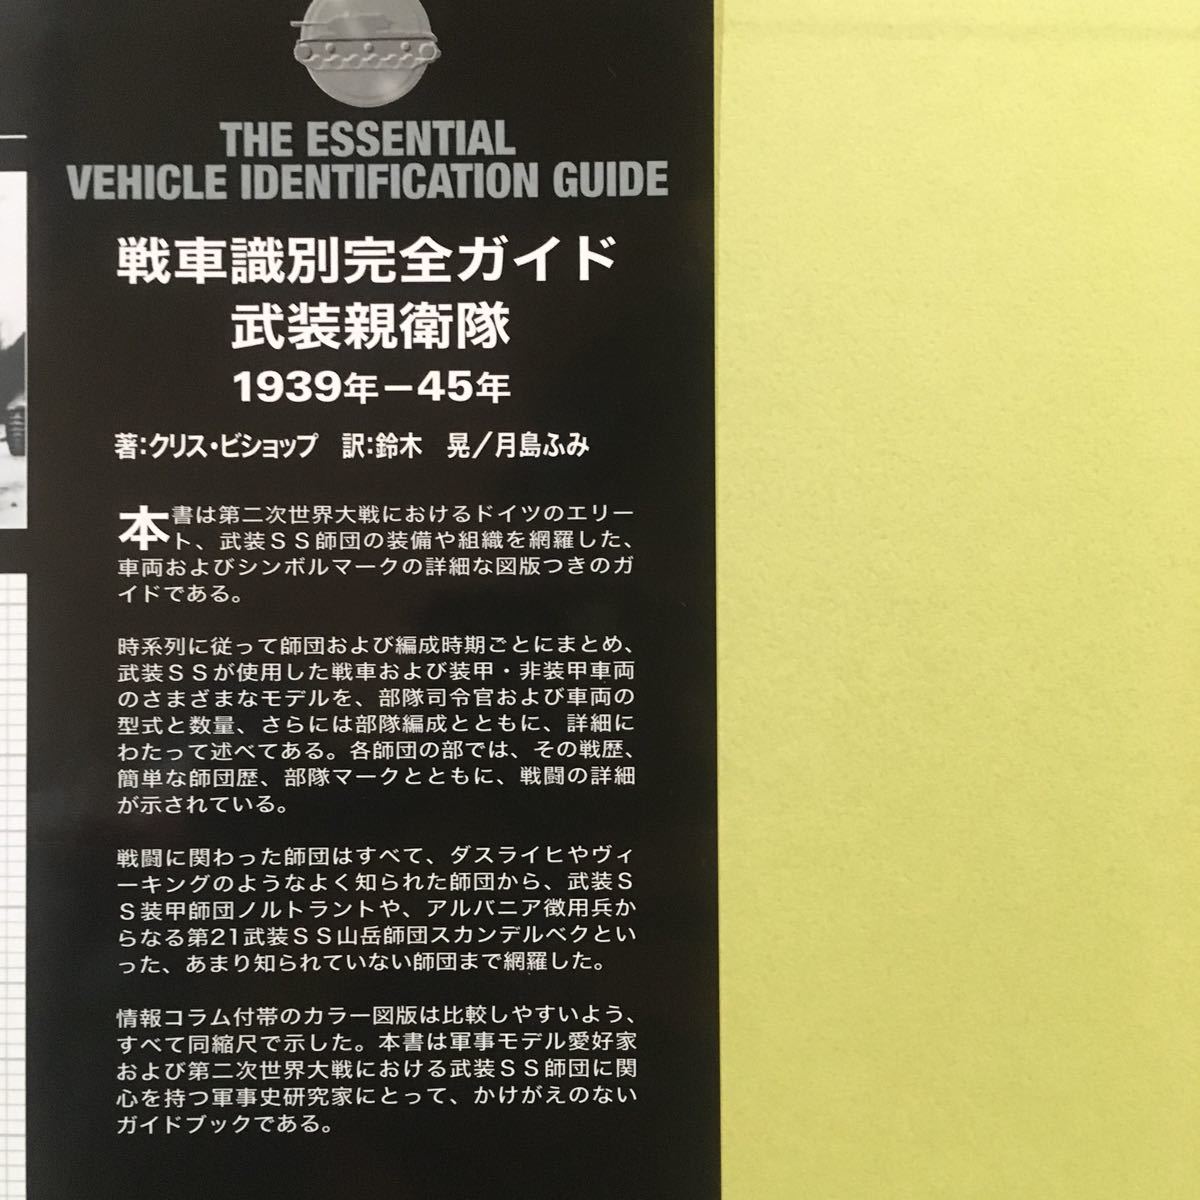 THE ESSENTIAL
VEHICLE IDENTIFICATION GUIDE
戦車識別完全ガイド
武装親衛隊
1939年−45年
著:クリス・ビショップ 訳:鈴木 晃／月島ふみ
本書は第二次世界大戦におけるドイツのエリー
ト、武装ＳＳ師団の装備や組織を網羅した、
車両およびシンボルマークの詳細な図版つきのガ
イドである。
時系列に従って師団および編成時期ごとにまとめ、
武装ＳＳが使用した戦車および装甲・非装甲車両
のさまざまなモデルを、部隊司令官および車両の
型式と数量、さらには部隊編成とともに、詳細に
わたって述べてある。各師団の部では、その戦歴、
簡単な師団歴、部隊マークとともに、戦闘の詳細
が示されている。
戦闘に関わった師団はすべて、ダスライヒやヴィ
ーキングのようなよく知られた師団から、武装Ｓ
Ｓ装甲師団ノルトラントや、アルバニア徴用兵か
らなる第21武装ＳＳ山岳師団スカンデルベクとい
った、あまり知られていない師団まで網羅した。
情報コラム付帯のカラー図版は比較しやすいよう、
すべて同縮尺で示した。本書は軍事モデル愛好家
および第二次世界大戦における武装ＳＳ師団に関
心を持つ軍事史研究家にとって、かけがえのない
ガイドブックである。